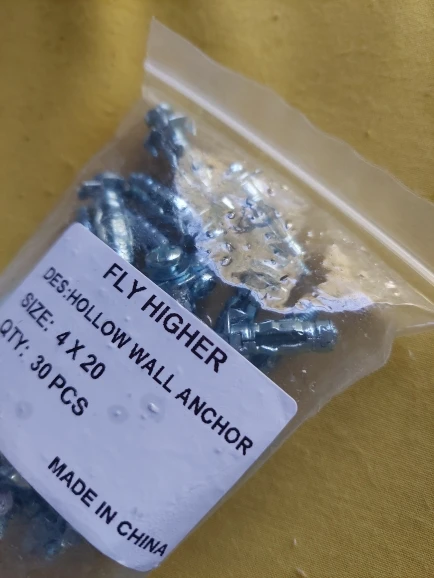 FLY HIGHER
DES:HOLLOW WALL ANCHOR
SIZE: 4 X 20
QTY: 30 PCS
MADE IN CHINA